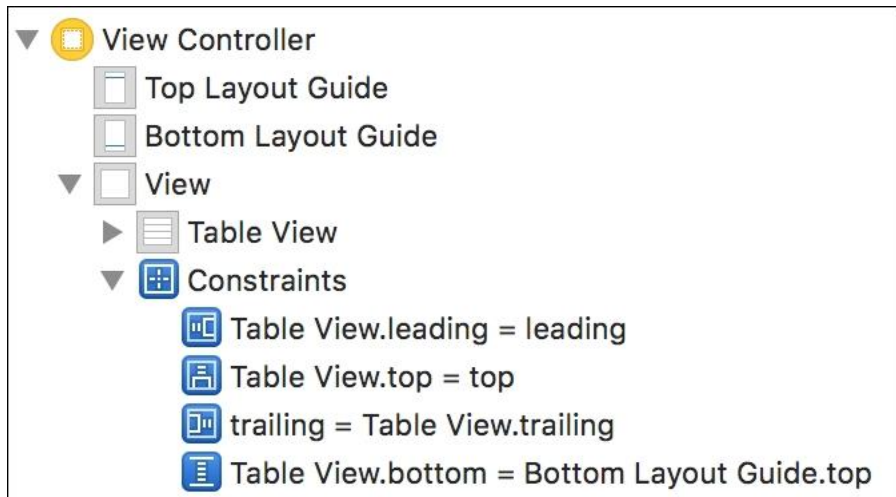 View Controller
Top Layout Guide
Bottom Layout Guide
View
Table View
Constraints
Table View.leading = leading
Table View.top = top
trailing = Table View.trailing
Table View.bottom = Bottom Layout Guide.top